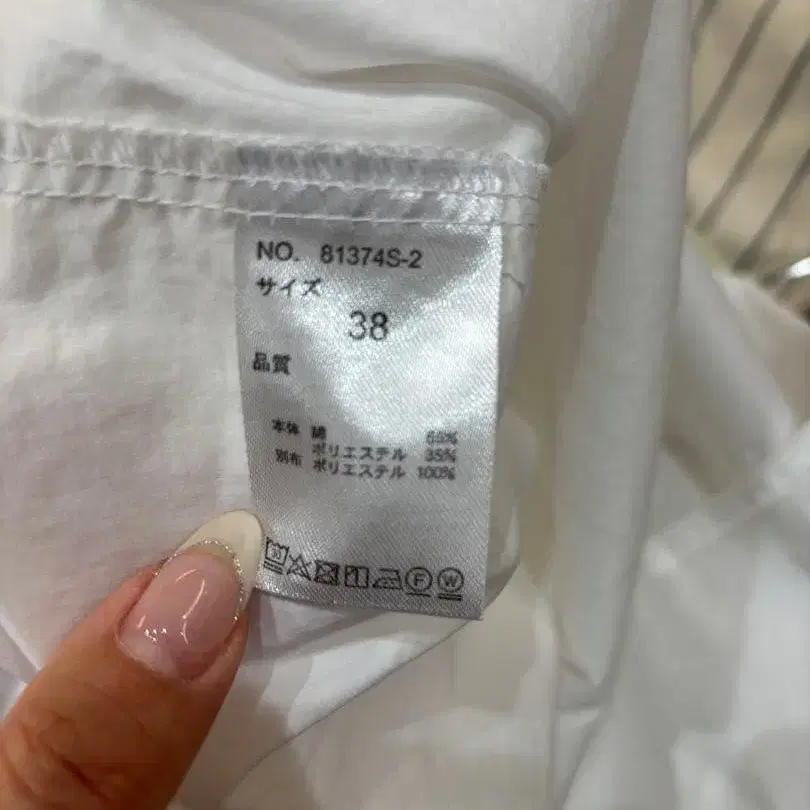 NO. 81374S-2
サイズ
38
品質
本体 綿 65%
ポリエステル 35%
別布 ポリエステル 100%
30
F W